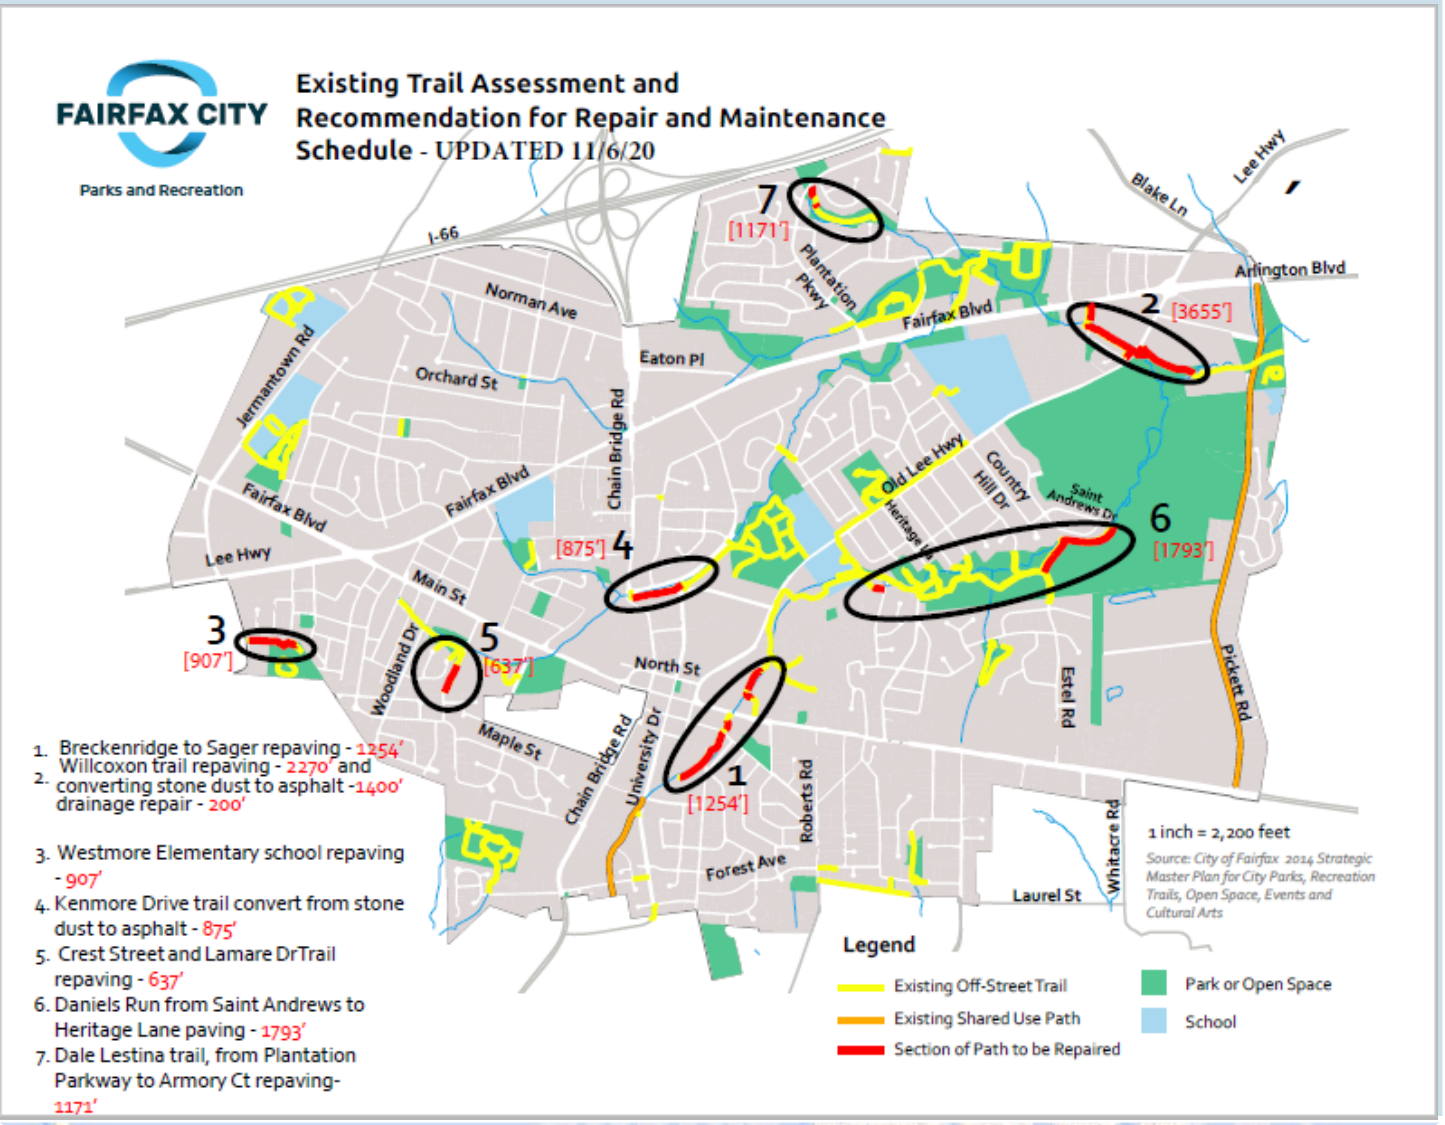 Existing Trail Assessment and
Recommendation for Repair and Maintenance
Schedule - UPDATED 11/6/20
FAIRFAX CITY
Parks and Recreation
I-66
Lee Hwy
Blake Ln
,
7
[1171']
Plantation
Pkwy
Arlington Blvd
Norman Ave
2
[3655']
Fairfax Blvd
Jermantown Rd
Eaton Pl
Orchard St
Chain Bridge Rd
Old Lee Hwy
Country
Hill Dr
Fairfax Blvd
Fairfax Blvd
Saint
Andrews Dr
Heritage Ln
6
[1793']
Lee Hwy
[875'] 4
Main St
3
[907']
5
[637']
Woodland Dr
North St
Estel Rd
Pickett Rd
Maple St
Chain Bridge Rd
University Dr
1
[1254']
Roberts Rd
Forest Ave
Whitacre Rd
Laurel St
1. Breckenridge to Sager repaving - 1254'
2. Willcoxon trail repaving - 2270' and
converting stone dust to asphalt -1400'
drainage repair - 200'
3. Westmore Elementary school repaving
- 907'
4. Kenmore Drive trail convert from stone
dust to asphalt - 875'
5. Crest Street and Lamare DrTrail
repaving - 637'
6. Daniels Run from Saint Andrews to
Heritage Lane paving - 1793'
7. Dale Lestina trail, from Plantation
Parkway to Armory Ct repaving-
1171'
1 inch = 2,200 feet
Source: City of Fairfax 2014 Strategic
Master Plan for City Parks, Recreation
Trails, Open Space, Events and
Cultural Arts
Legend
Existing Off-Street Trail
Existing Shared Use Path
Section of Path to be Repaired
Park or Open Space
School